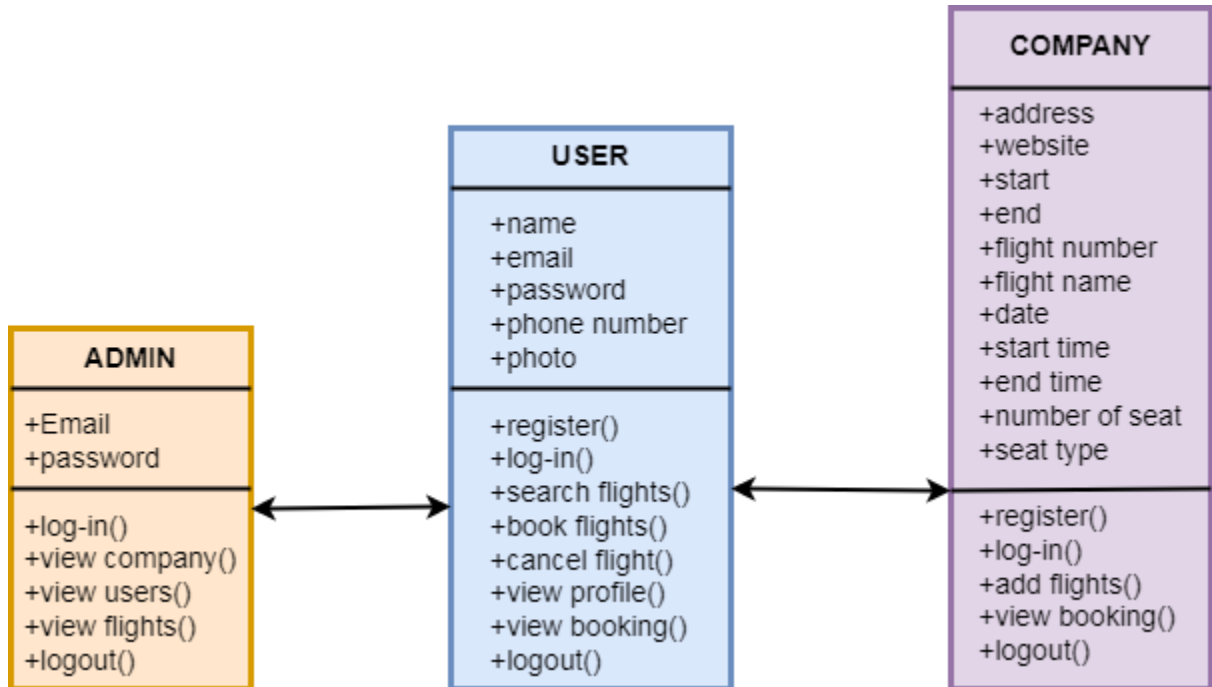 ADMIN
+Email
+password
+log-in()
+view company()
+view users()
+view flights()
+logout()
USER
+name
+email
+password
+phone number
+photo
+register()
+log-in()
+search flights()
+book flights()
+cancel flight()
+view profile()
+view booking()
+logout()
COMPANY
+address
+website
+start
+end
+flight number
+flight name
+date
+start time
+end time
+number of seat
+seat type
+register()
+log-in()
+add flights()
+view booking()
+logout()